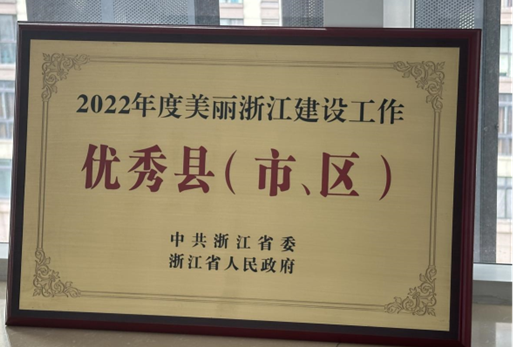 2022年度美丽浙江建设工作
优秀县（市、区）
中共浙江省委
浙江省人民政府